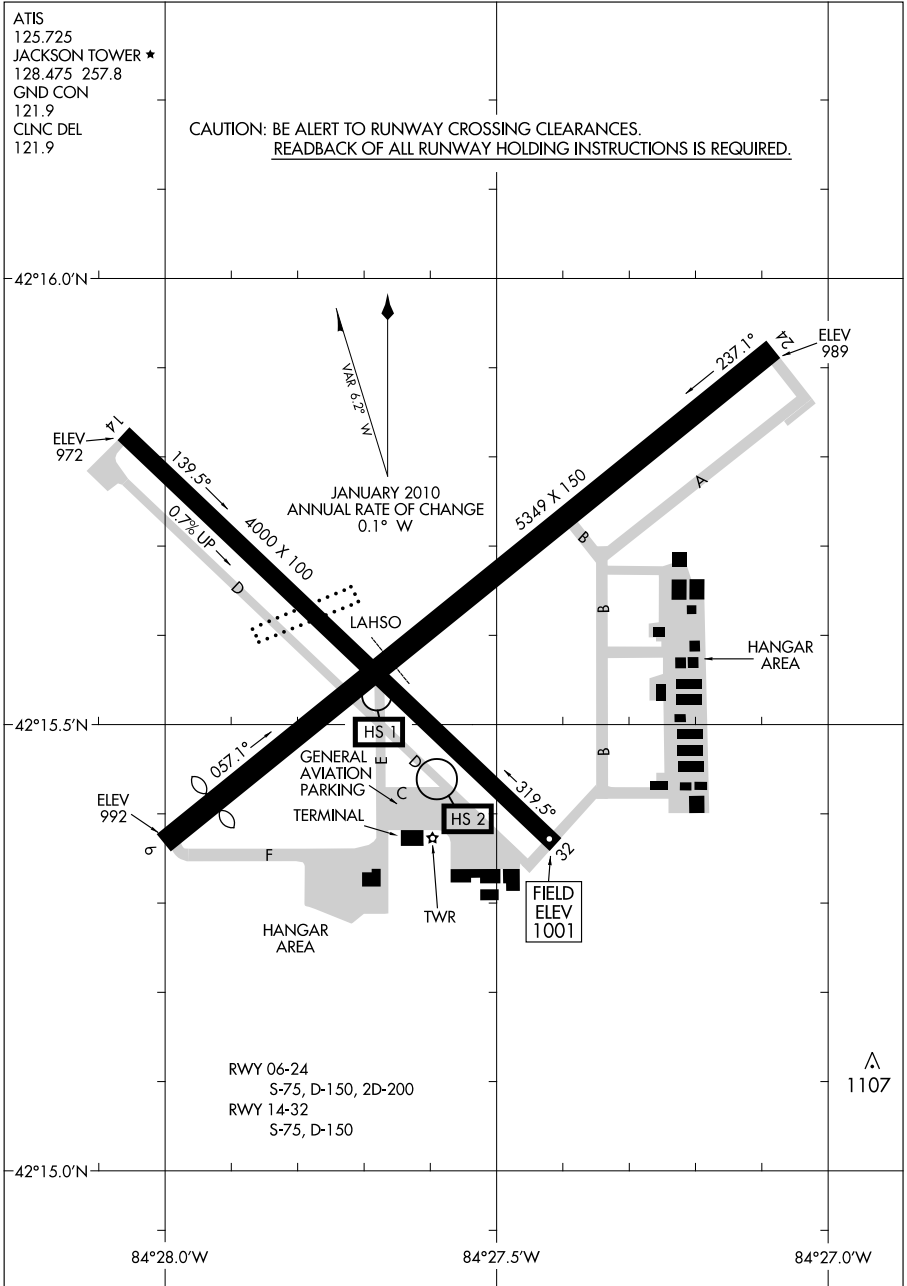 ATIS
125.725
JACKSON TOWER ★
128.475 257.8
GND CON
121.9
CLNC DEL
121.9
CAUTION: BE ALERT TO RUNWAY CROSSING CLEARANCES.
READBACK OF ALL RUNWAY HOLDING INSTRUCTIONS IS REQUIRED.
42°16.0'N
VAR 6.2° W
JANUARY 2010
ANNUAL RATE OF CHANGE
0.1° W
24
ELEV
989
237.1°
5349 X 150
14
ELEV
972
139.5°
0.7% UP
4000 X 100
D
A
B
B
B
LAHSO
HANGAR
AREA
42°15.5'N
HS 1
057.1°
GENERAL
AVIATION
PARKING
E
D
C
319.5°
ELEV
992
TERMINAL
HS 2
6
F
32
TWR
FIELD
ELEV
1001
HANGAR
AREA
RWY 06-24
S-75, D-150, 2D-200
RWY 14-32
S-75, D-150
1107
42°15.0'N
84°28.0'W
84°27.5'W
84°27.0'W